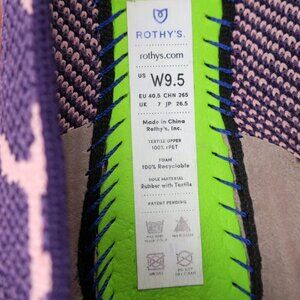 ROTHY'S.
rothys.com
US W9.5
EU 40.5 CHN 265
UK 7 JP 26.5
Made in China
Rothy's, Inc.
TEXTILE UPPER
100% rPET
FOAM
100% Recyclable
SOLE MATERIAL
Rubber with Textile
PATENT PENDING